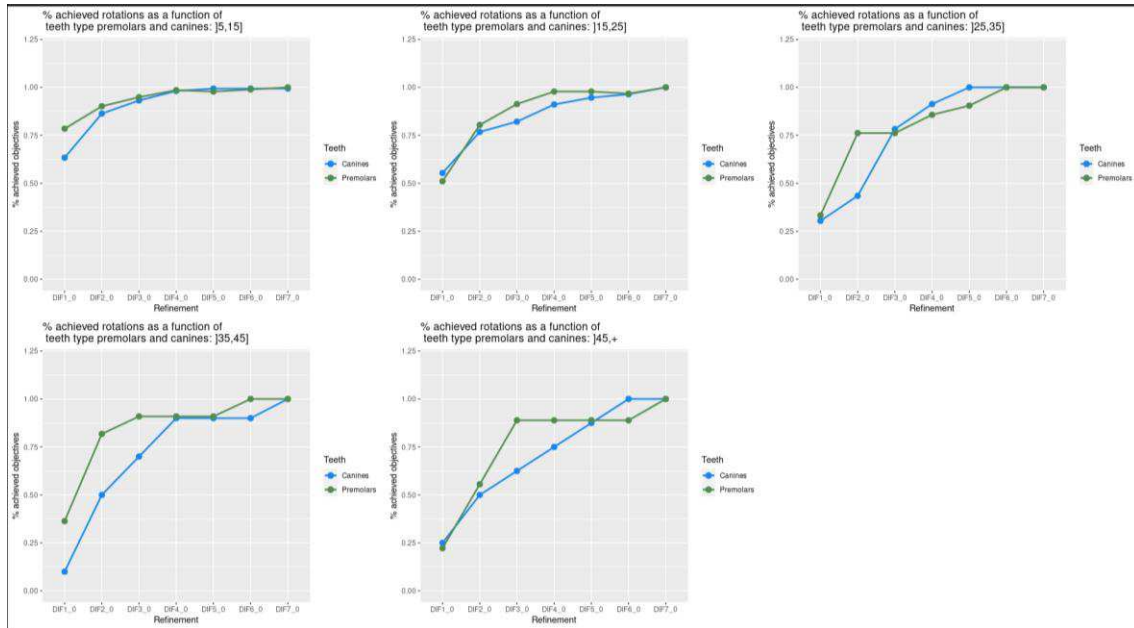 % achieved rotations as a function of
teeth type premolars and canines: ]5,15]
1.25
1.00
0.75
0.50
0.25
0.00
% achieved objectives
DIF1_0 DIF2_0 DIF3_0 DIF4_0 DIF5_0 DIF6_0 DIF7_0
Refinement
Teeth
Canines
Premolars
% achieved rotations as a function of
teeth type premolars and canines: ]15,25]
1.25
1.00
0.75
0.50
0.25
0.00
% achieved objectives
DIF1_0 DIF2_0 DIF3_0 DIF4_0 DIF5_0 DIF6_0 DIF7_0
Refinement
Teeth
Canines
Premolars
% achieved rotations as a function of
teeth type premolars and canines: ]25,35]
1.25
1.00
0.75
0.50
0.25
0.00
% achieved objectives
DIF1_0 DIF2_0 DIF3_0 DIF4_0 DIF5_0 DIF6_0 DIF7_0
Refinement
Teeth
Canines
Premolars
% achieved rotations as a function of
teeth type premolars and canines: ]35,45]
1.25
1.00
0.75
0.50
0.25
0.00
% achieved objectives
DIF1_0 DIF2_0 DIF3_0 DIF4_0 DIF5_0 DIF6_0 DIF7_0
Refinement
Teeth
Canines
Premolars
% achieved rotations as a function of
teeth type premolars and canines: ]45,+
1.25
1.00
0.75
0.50
0.25
0.00
% achieved objectives
DIF1_0 DIF2_0 DIF3_0 DIF4_0 DIF5_0 DIF6_0 DIF7_0
Refinement
Teeth
Canines
Premolars